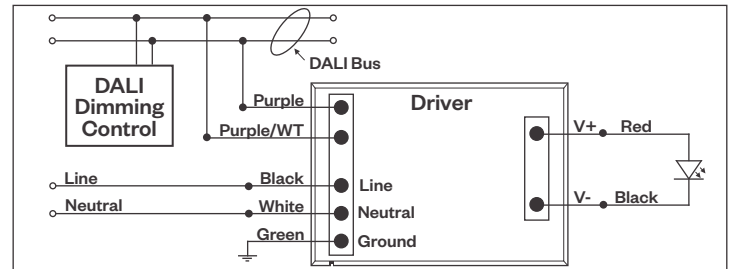 DALI Bus
DALI
Dimming
Control
Driver
Purple
Purple/WT
V+ Red
Line Black Line
Neutral White Neutral
V- Black
Green Ground